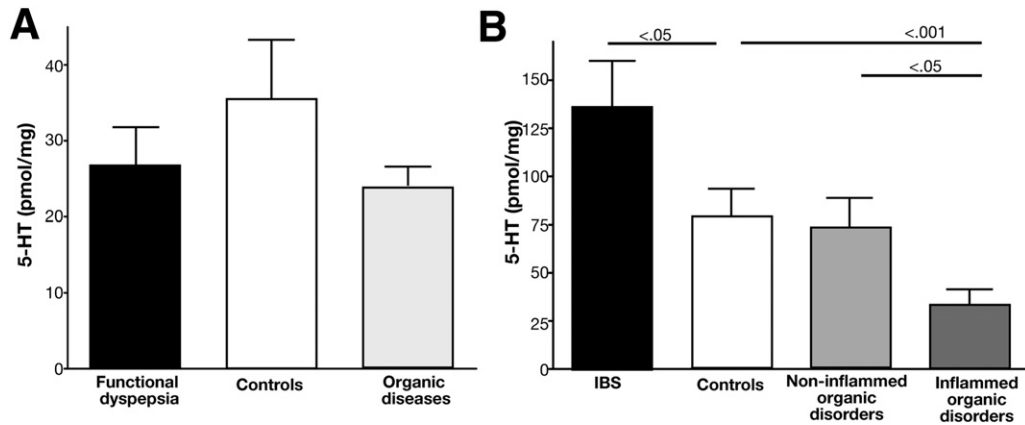 A
5-HT (pmol/mg)
40
30
20
10
0
Functional
dyspepsia
Controls
Organic
diseases
B
<.05
<.001
<.05
5-HT (pmol/mg)
150
125
100
75
50
25
0
IBS
Controls
Non-inflammed
organic
disorders
Inflammed
organic
disorders